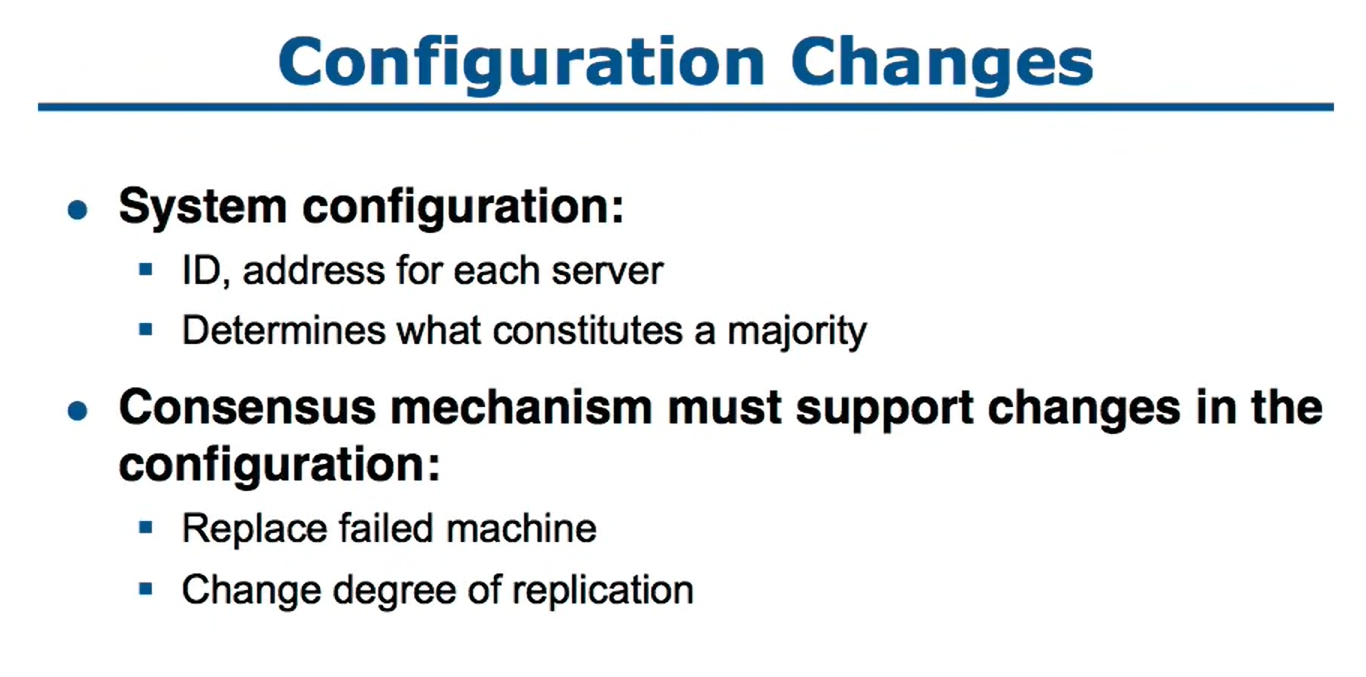 Configuration Changes
● System configuration:
▪ ID, address for each server
▪ Determines what constitutes a majority
● Consensus mechanism must support changes in the
configuration:
▪ Replace failed machine
▪ Change degree of replication